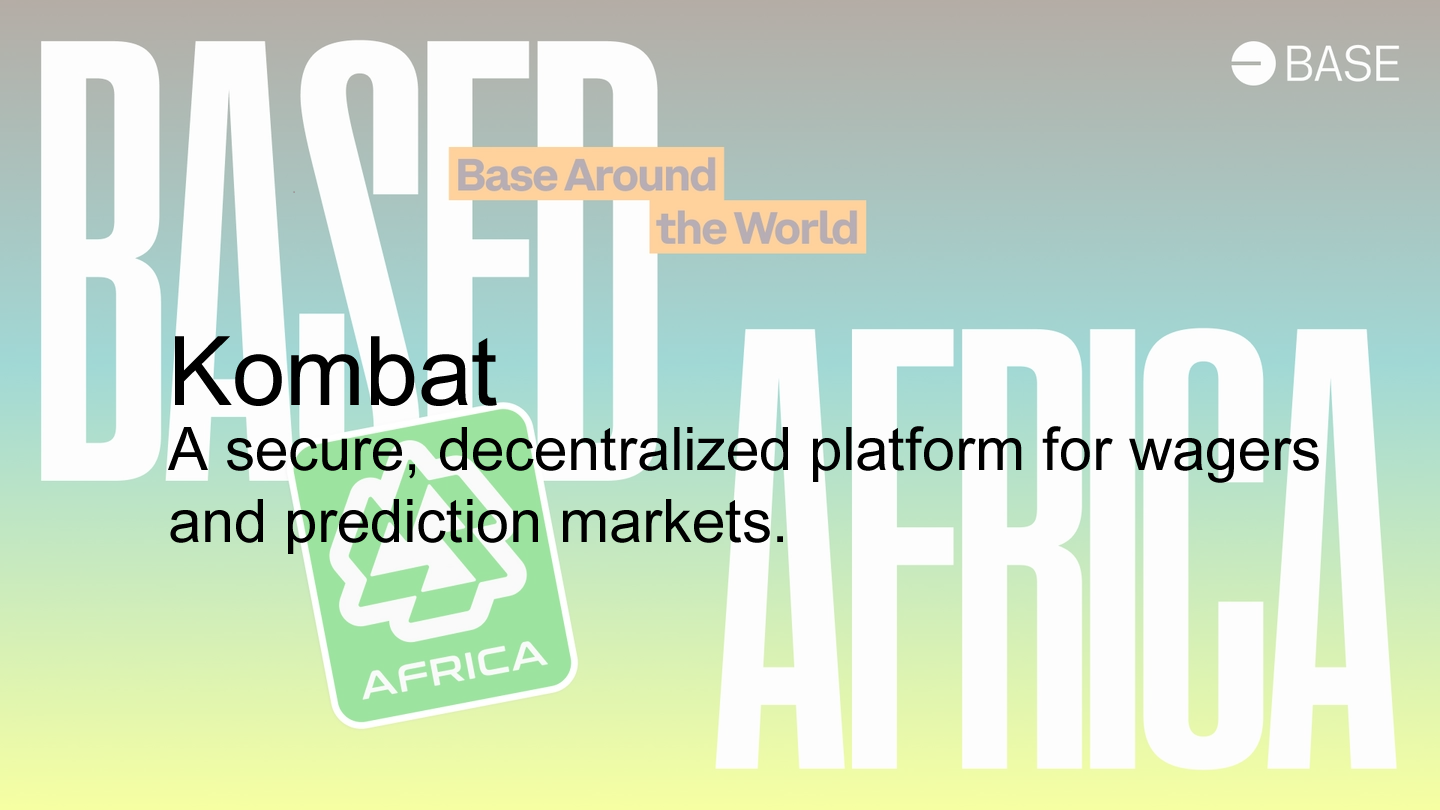 BASED
BASE
Base Around
the World
Kombat
A secure, decentralized platform for wagers
and prediction markets.
AFRICA
AFRICA